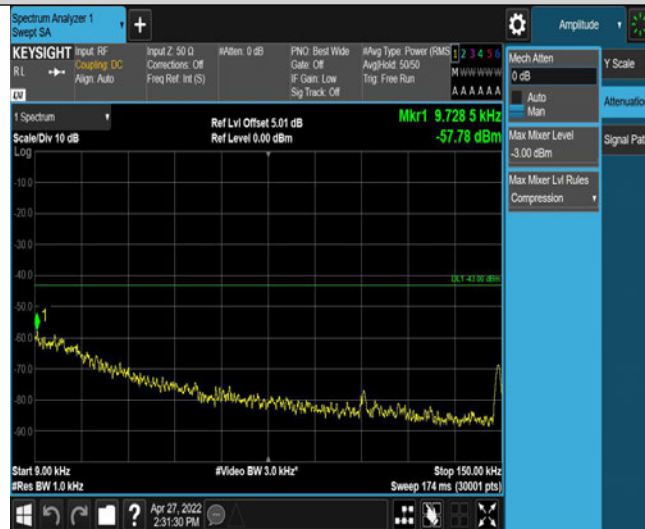 Spectrum Analyzer 1
Swept SA
Amplitude
KEYSIGHT
RL
LXI
Input: RF
Coupling: DC
Align: Auto
Input Z: 50 Ω
Corrections: Off
Freq Ref: Int (S)
#Atten: 0 dB
PNO: Best Wide
Gate: Off
IF Gain: Low
Sig Track: Off
#Avg Type: Power (RMS
Avg|Hold: 50/50
Trig: Free Run
1 2 3 4 5 6
M W W W W W
A A A A A A
Mech Atten
0 dB
Auto
Man
Max Mixer Level
-3.00 dBm
Max Mixer Lvl Rules
Compression
Y Scale
Attenuation
Signal Pat
1 Spectrum
Scale/Div 10 dB
Log
Ref Lvl Offset 5.01 dB
Ref Level 0.00 dBm
Mkr1 9.728 5 kHz
-57.78 dBm
-10.0
-20.0
-30.0
-40.0
-50.0
-60.0
-70.0
-80.0
-90.0
DL1 -43.00 dBm
1
Start 9.00 kHz
#Res BW 1.0 kHz
#Video BW 3.0 kHz*
Stop 150.00 kHz
Sweep 174 ms (30001 pts)
?
Apr 27, 2022
2:31:30 PM